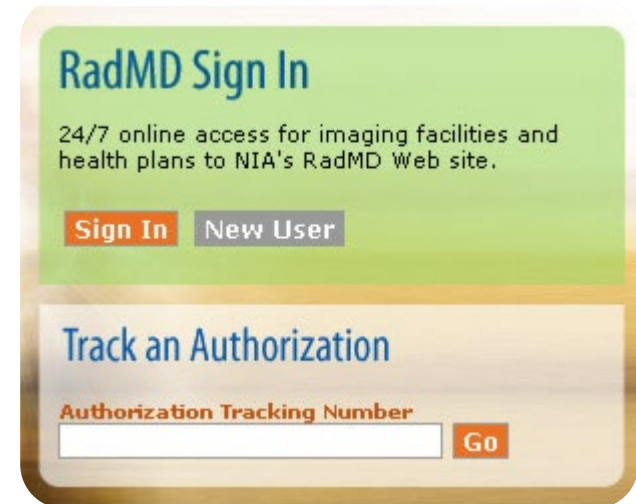 RadMD Sign In
24/7 online access for imaging facilities and
health plans to NIA's RadMD Web site.
Sign In New User
Track an Authorization
Authorization Tracking Number
Go